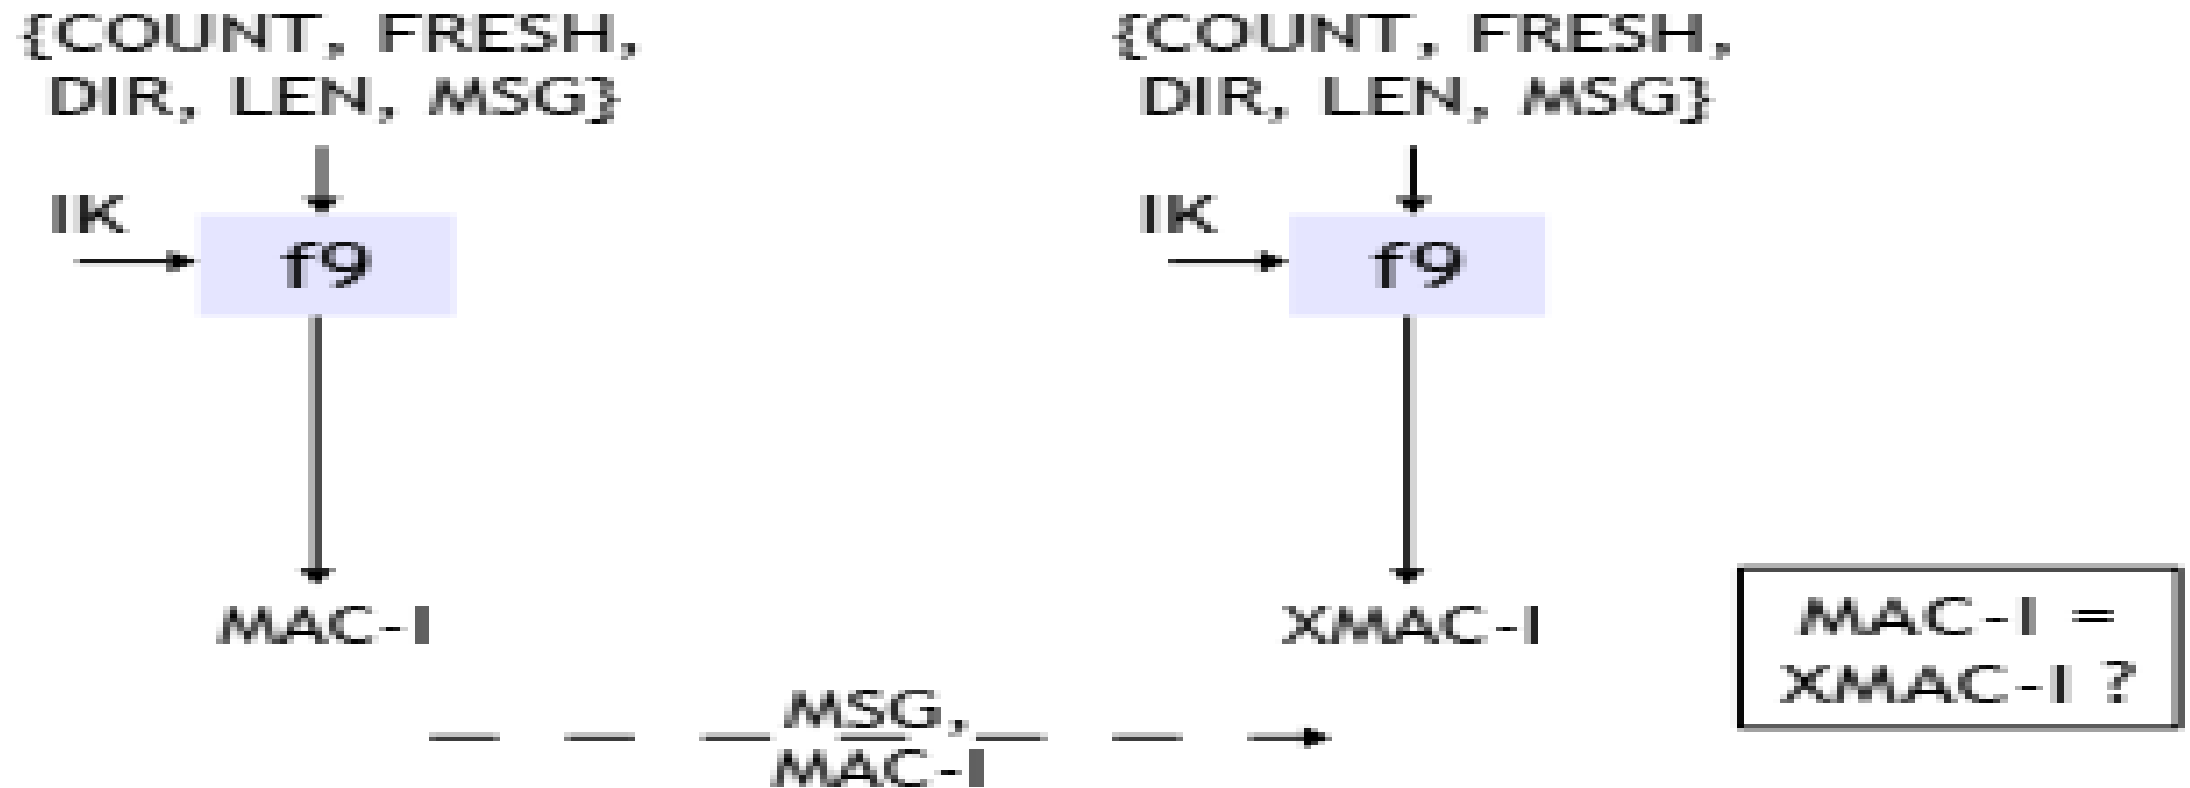 {COUNT, FRESH,
DIR, LEN, MSG}
IK
f9
MAC-I
{COUNT, FRESH,
DIR, LEN, MSG}
IK
f9
XMAC-I
MSG,
MAC-I
MAC-I =
XMAC-I ?